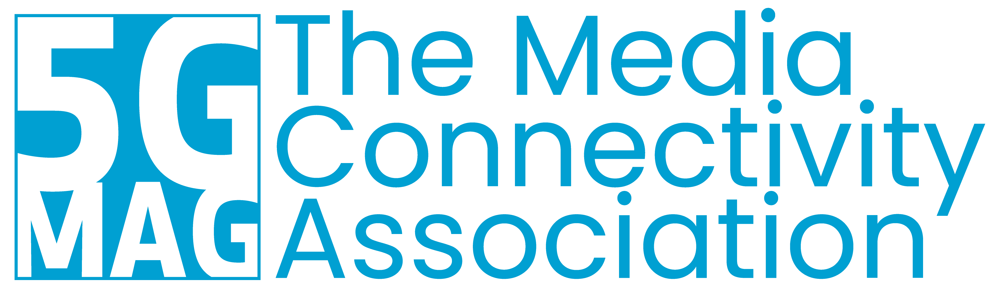 5G
MAG
The Media
Connectivity
Association